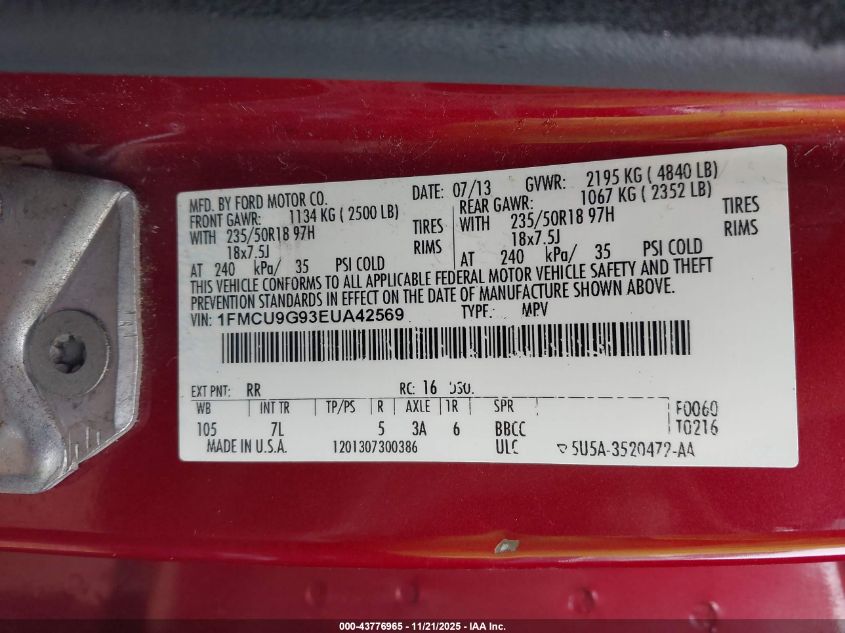 MFD. BY FORD MOTOR CO. DATE: 07/13 GVWR: 2195 KG ( 4840 LB)
FRONT GAWR: 1134 KG ( 2500 LB) REAR GAWR: 1067 KG ( 2352 LB)
WITH 235/50R18 97H TIRES WITH 235/50R18 97H TIRES
18x7.5J RIMS 18x7.5J RIMS
AT 240 kPa/ 35 PSI COLD AT 240 kPa/ 35 PSI COLD
THIS VEHICLE CONFORMS TO ALL APPLICABLE FEDERAL MOTOR VEHICLE SAFETY AND THEFT
PREVENTION STANDARDS IN EFFECT ON THE DATE OF MANUFACTURE SHOWN ABOVE.
VIN: 1FMCU9G93EUA42569 TYPE: MPV
EXT PNT: RR RC: 16 DSO:
WB INT TR TP/PS R AXLE TR SPR F0060
105 7L 5 3A 6 BBCC T0216
MADE IN U.S.A. 1201307300386 ULC 5U5A-3520472-AA
000-43776965 - 11/21/2025 - IAA Inc.